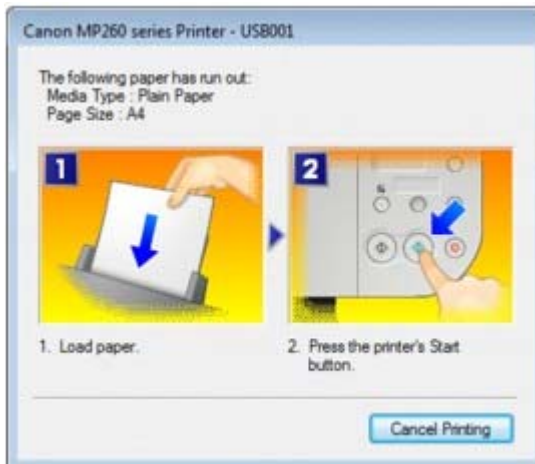 Canon MP260 series Printer - USB001
The following paper has run out:
Media Type : Plain Paper
Page Size : A4
1
2
1. Load paper.
2. Press the printer's Start
button.
Cancel Printing